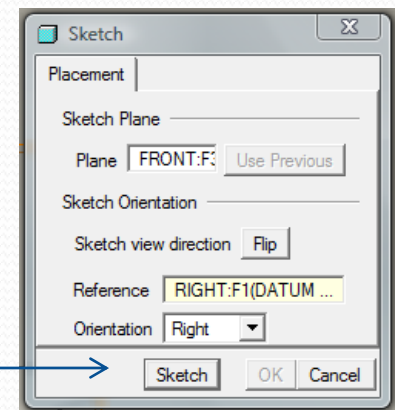 Sketch
Placement
Sketch Plane
Plane FRONT:F3 Use Previous
Sketch Orientation
Sketch view direction Flip
Reference RIGHT:F1(DATUM ...
Orientation Right
Sketch OK Cancel